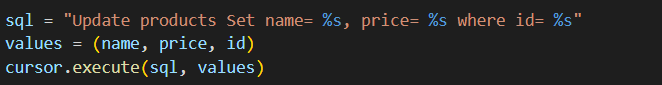 sql = "Update products Set name= %s, price= %s where id= %s"
values = (name, price, id)
cursor.execute(sql, values)